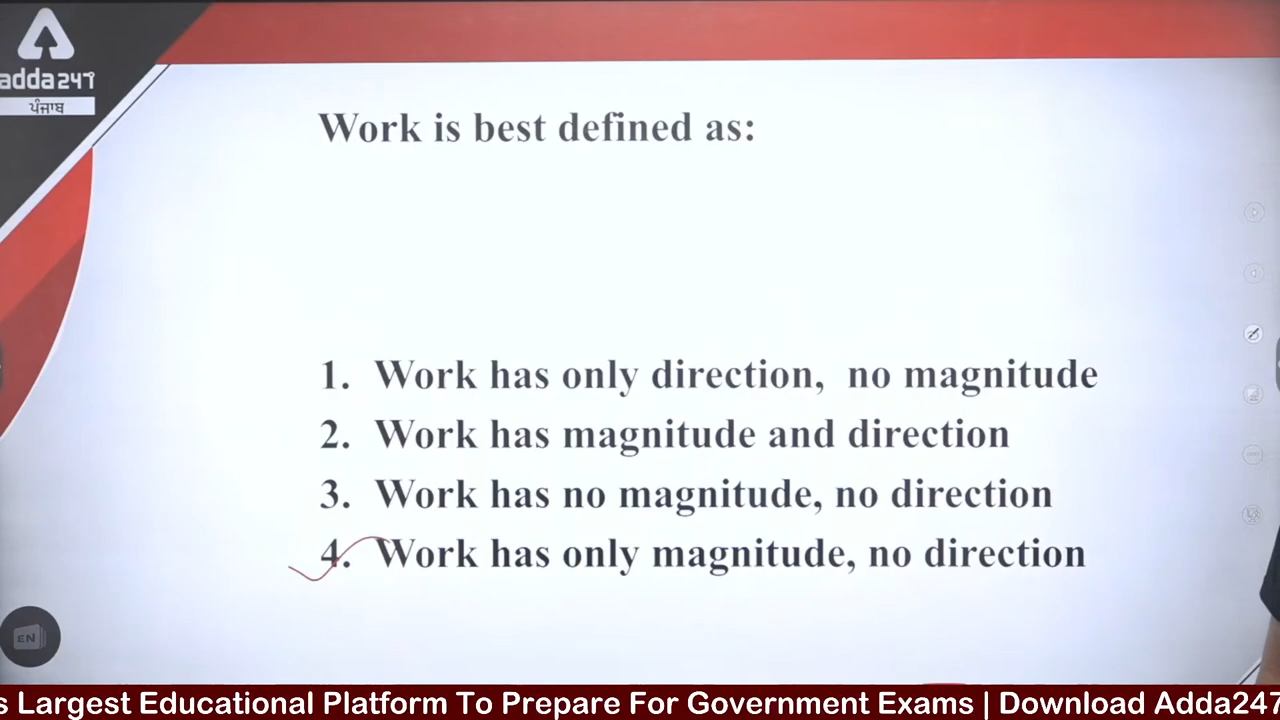 adda247
ਪੰਜਾਬ
Work is best defined as:
1. Work has only direction, no magnitude
2. Work has magnitude and direction
3. Work has no magnitude, no direction
4. Work has only magnitude, no direction
EN
s Largest Educational Platform To Prepare For Government Exams | Download Adda247